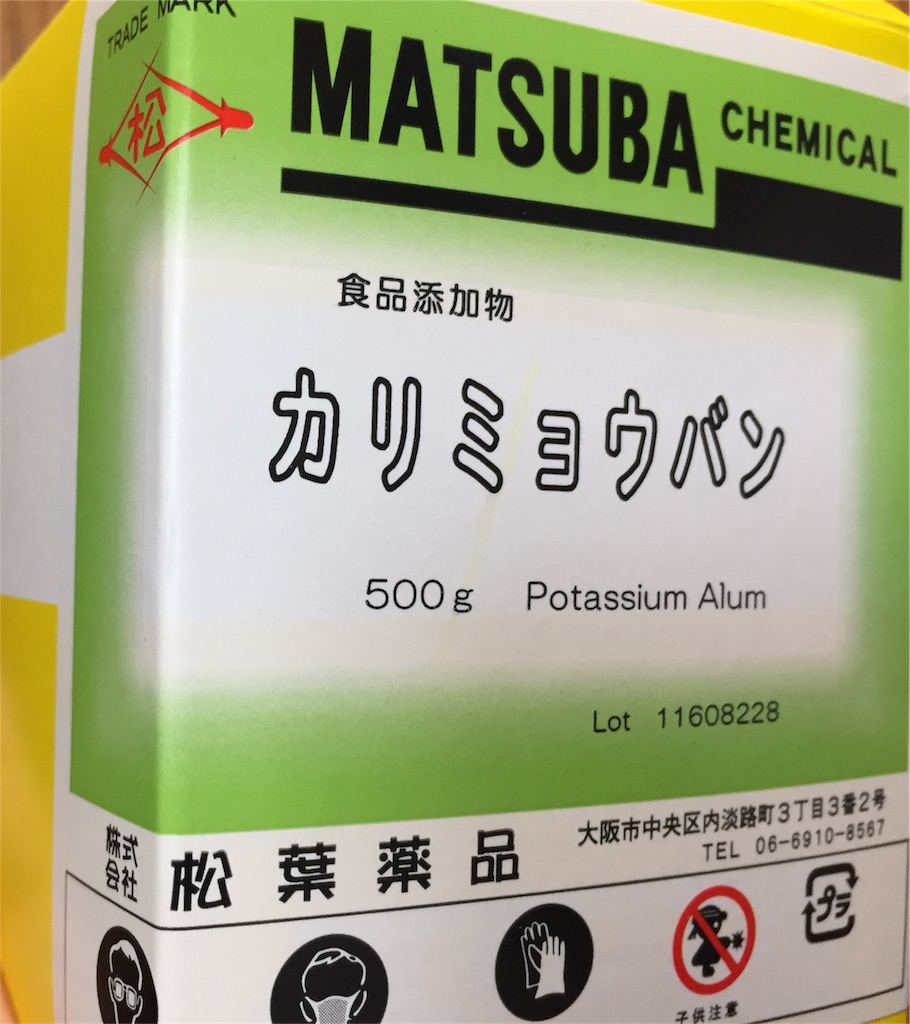 TRADE MARK
松
MATSUBA CHEMICAL
食品添加物
カリミョウバン
500g Potassium Alum
Lot 11608228
大阪市中央区内淡路町3丁目3番2号
TEL 06-6910-8567
株式会社 松葉薬品
プラ
子供注意